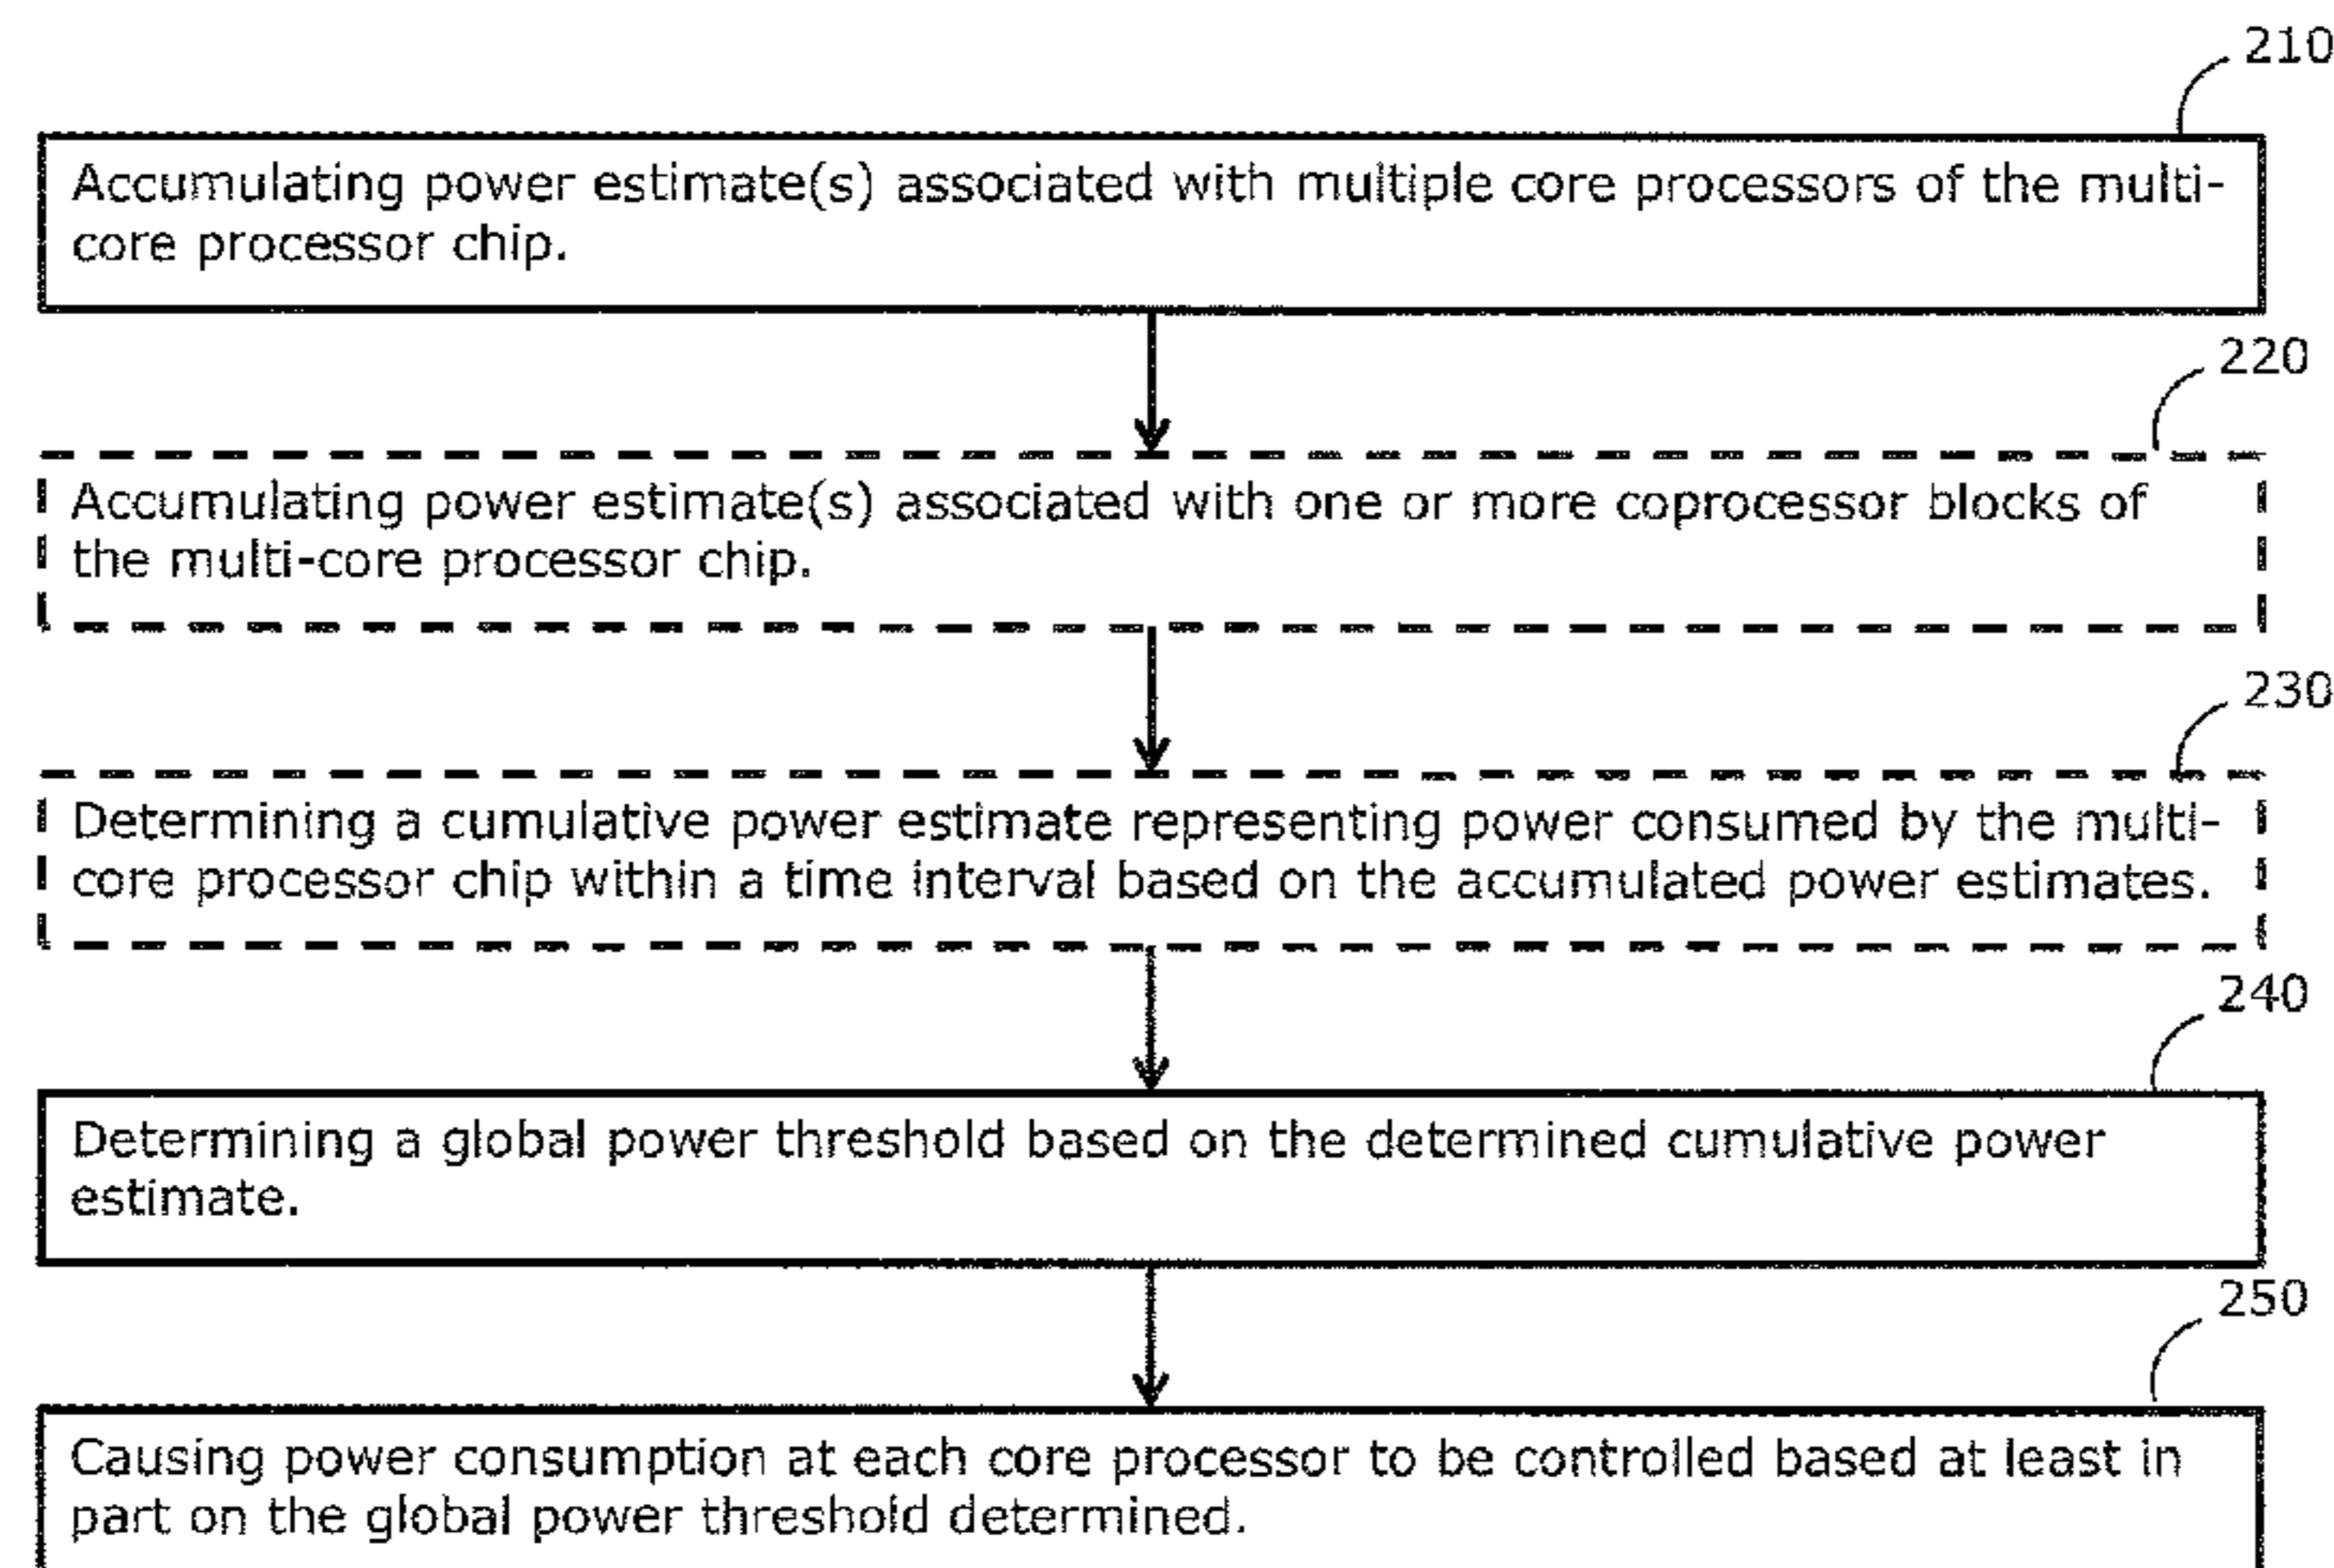 210
Accumulating power estimate(s) associated with multiple core processors of the multi-
core processor chip.
220
Accumulating power estimate(s) associated with one or more coprocessor blocks of
the multi-core processor chip.
230
Determining a cumulative power estimate representing power consumed by the multi-
core processor chip within a time interval based on the accumulated power estimates.
240
Determining a global power threshold based on the determined cumulative power
estimate.
250
Causing power consumption at each core processor to be controlled based at least in
part on the global power threshold determined.